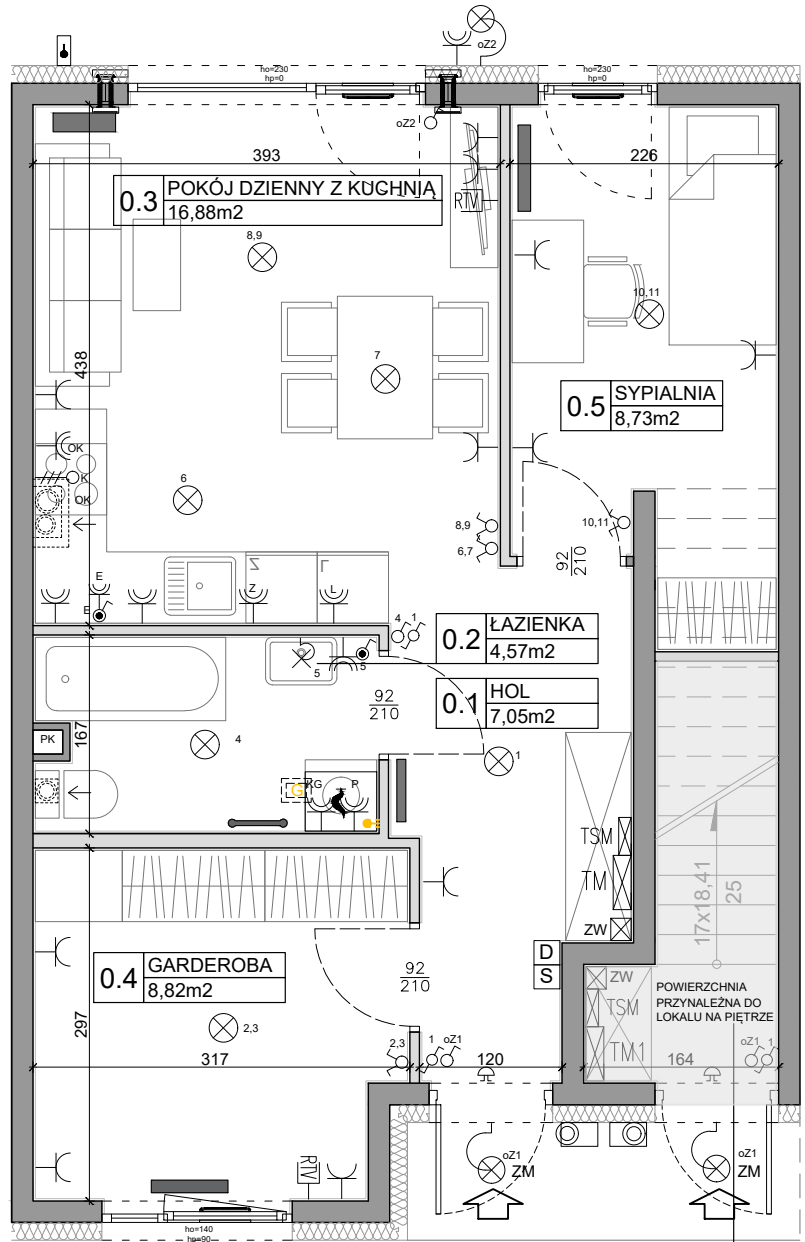 oZ2
ho=230
hp=0
ho=230
hp=0
oZ2
393
226
0.3
POKÓJ DZIENNY Z KUCHNIĄ
16,88m2
RTV
8,9
10,11
7
438
0.5
SYPIALNIA
8,73m2
OK
K
OK
6
8,9
6,7
10,11
92
210
E
E
Z
Z
L
L
4
1
0.2
ŁAZIENKA
4,57m2
5
5
0.1
HOL
7,05m2
92
210
167
PK
4
1
G
KG
P
TSM
TM
ZW
17x18,41
25
D
S
0.4
GARDEROBA
8,82m2
92
210
ZW
TSM
TM1
POWIERZCHNIA
PRZYNALEŻNA DO
LOKALU NA PIĘTRZE
297
2,3
2,3
1
oZ1
oZ1
1
317
120
164
RTV
oZ1
ZM
oZ1
ZM
ho=140
hp=90